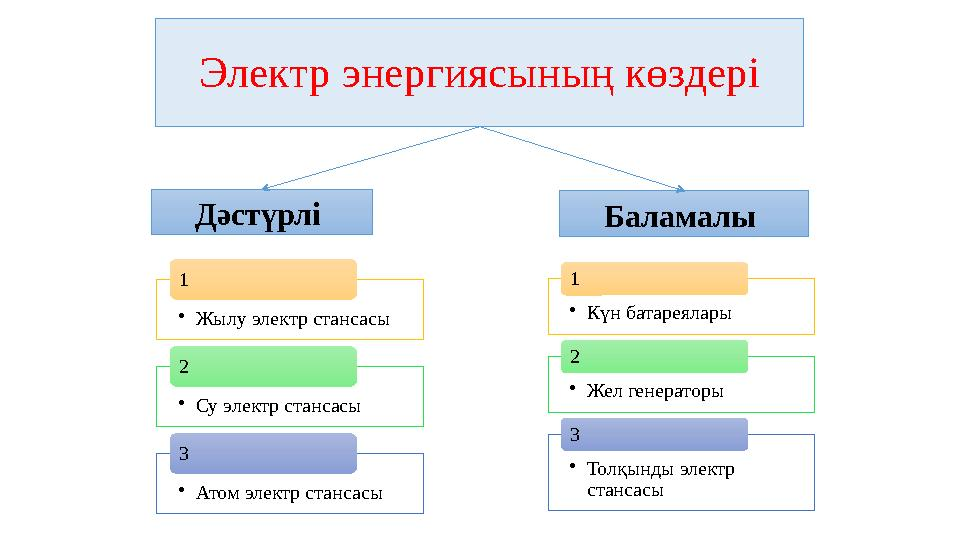 Электр энергиясының көздері
Дәстүрлі
1
• Жылу электр стансасы
2
• Су электр стансасы
3
• Атом электр стансасы
Баламалы
1
• Күн батареялары
2
• Жел генераторы
3
• Толқынды электр
стансасы